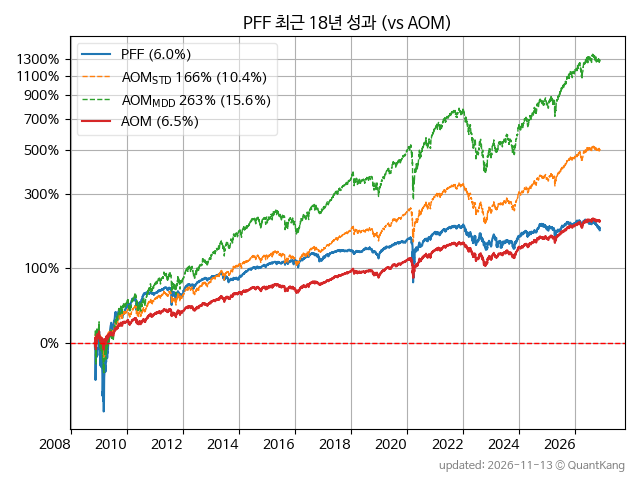 PFF 최근 18년 성과 (vs AOM)
PFF (6.0%)
AOM_STD 166% (10.4%)
AOM_MDD 263% (15.6%)
AOM (6.5%)
1300%
1100%
900%
700%
500%
300%
100%
0%
2008 2010 2012 2014 2016 2018 2020 2022 2024 2026
updated: 2026-11-13 © QuantKang